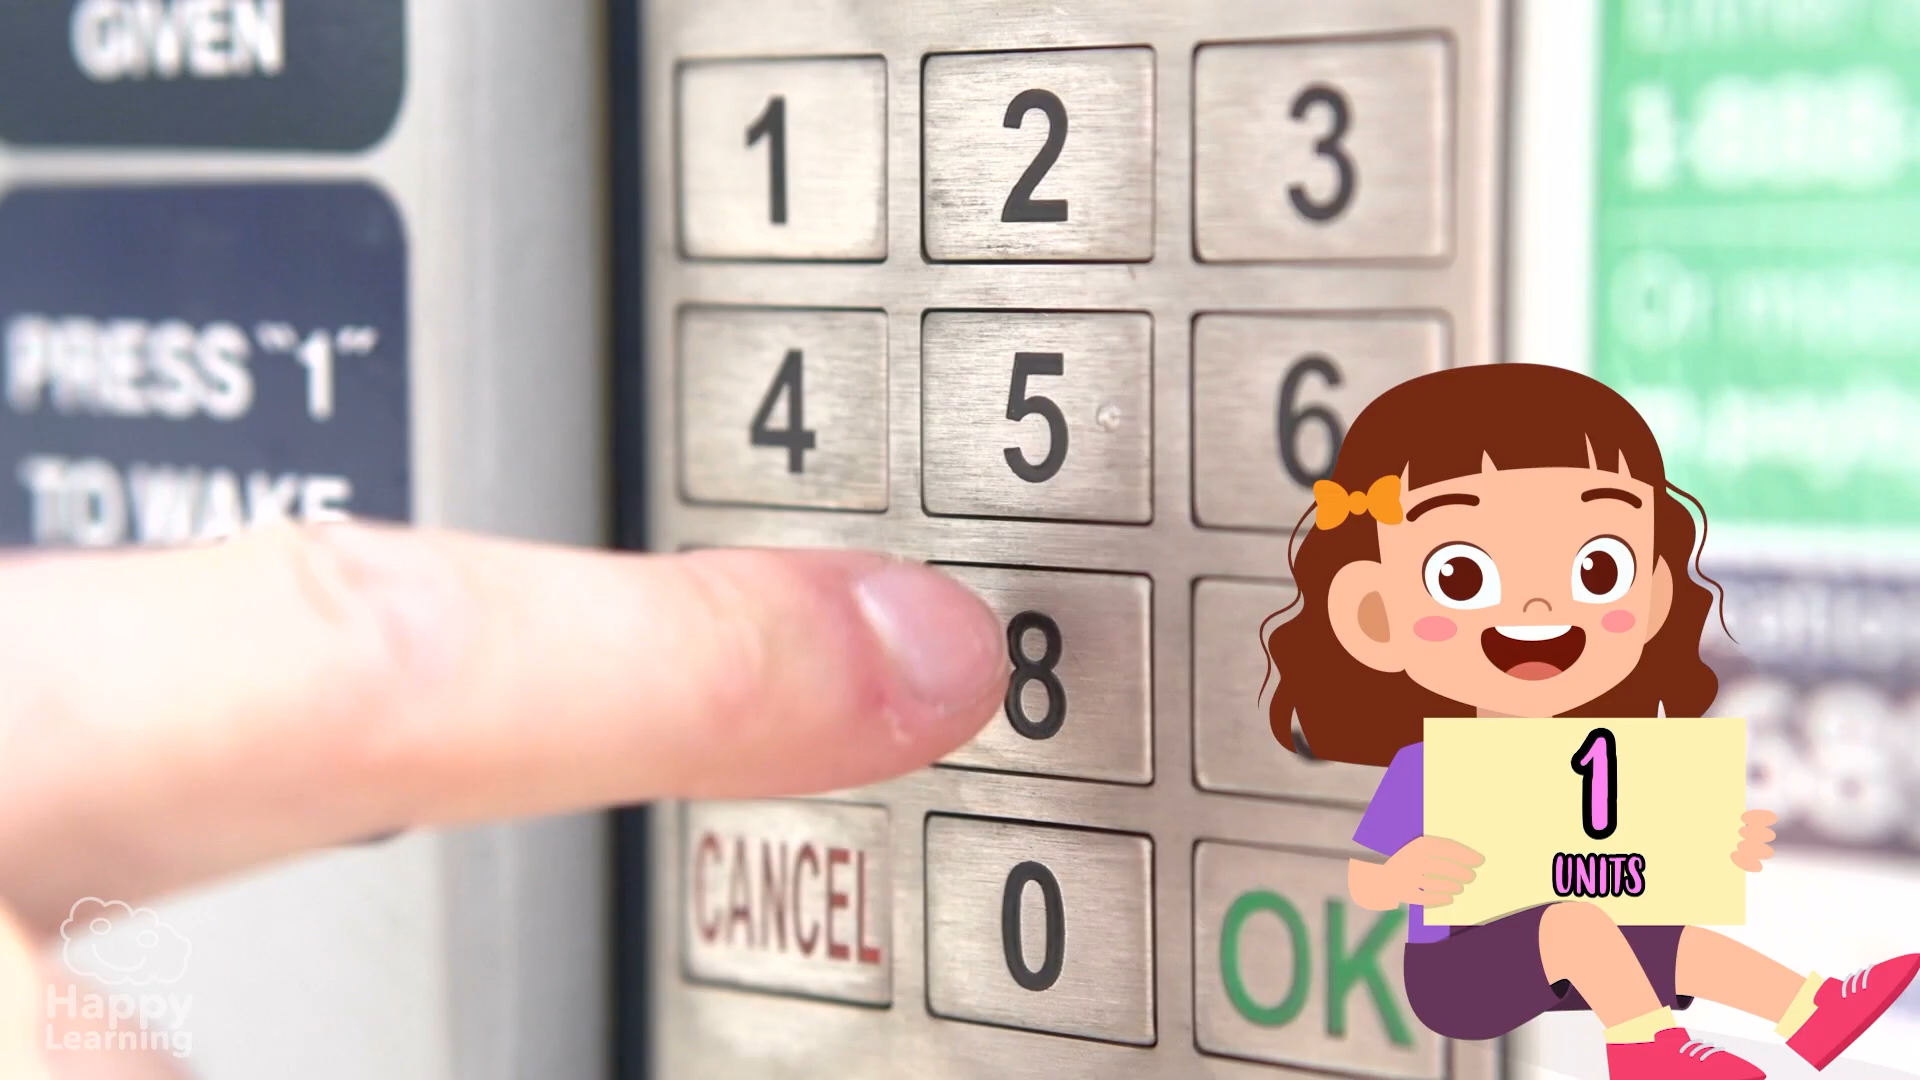 GIVEN
PRESS "1"
TO WAKE
1
2
3
4
5
6
8
CANCEL
0
OK
1
UNITS
Happy
Learning